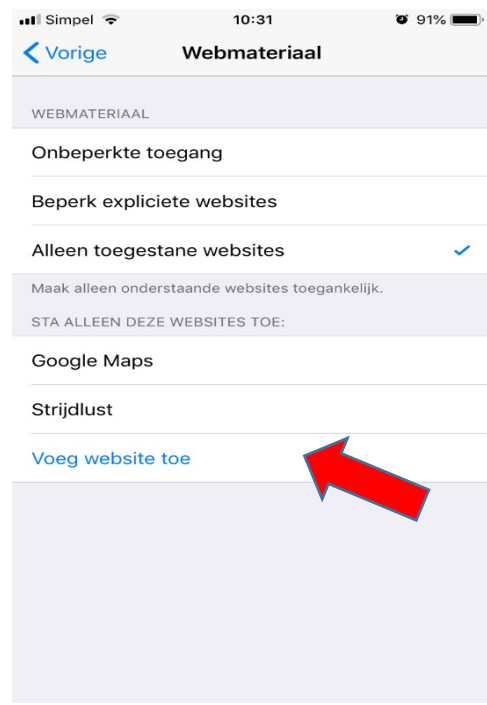 Simpel 10:31 91%
Vorige Webmateriaal
WEBMATERIAAL
Onbeperkte toegang
Beperk expliciete websites
Alleen toegestane websites
Maak alleen onderstaande websites toegankelijk.
STA ALLEEN DEZE WEBSITES TOE:
Google Maps
Strijdlust
Voeg website toe